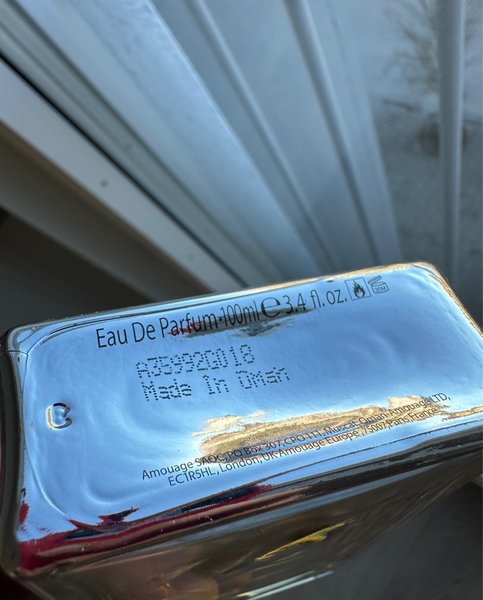 Eau De Parfum•100ml ℮ 3.4 fl.oz.
30M
Made In Oman
Amouage SAOC, PO Box 307, CPO 111, Muscat, Oman. Amouage LTD,
EC1R5HL, London, UK. Amouage Europe 75007 Paris, France.